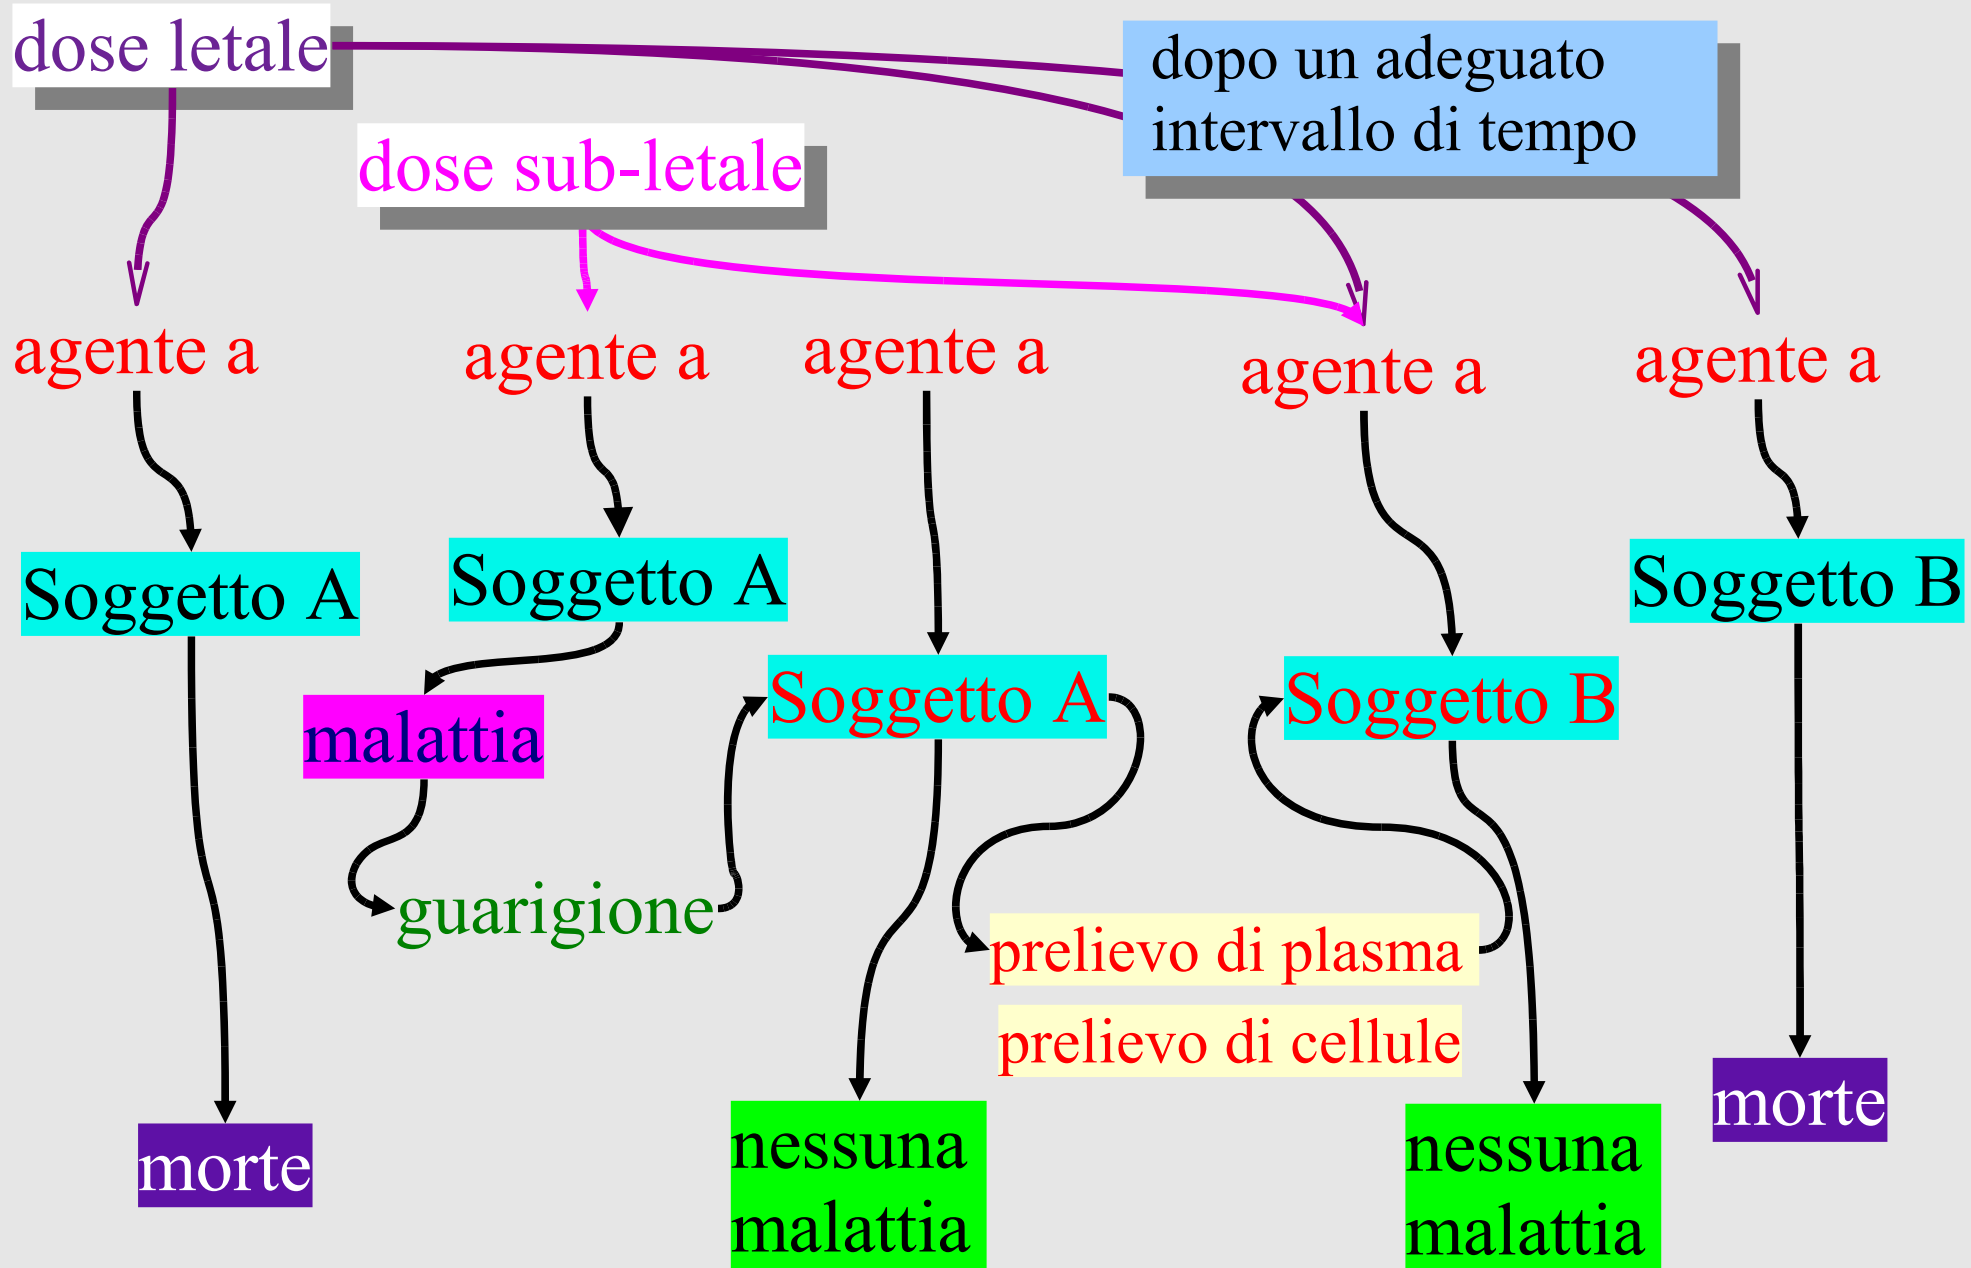 dose letale
dopo un adeguato
intervallo di tempo
dose sub-letale
agente a
agente a
agente a
agente a
agente a
Soggetto A
Soggetto A
Soggetto B
Soggetto A
Soggetto B
malattia
guarigione
prelievo di plasma
prelievo di cellule
morte
morte
nessuna
malattia
nessuna
malattia